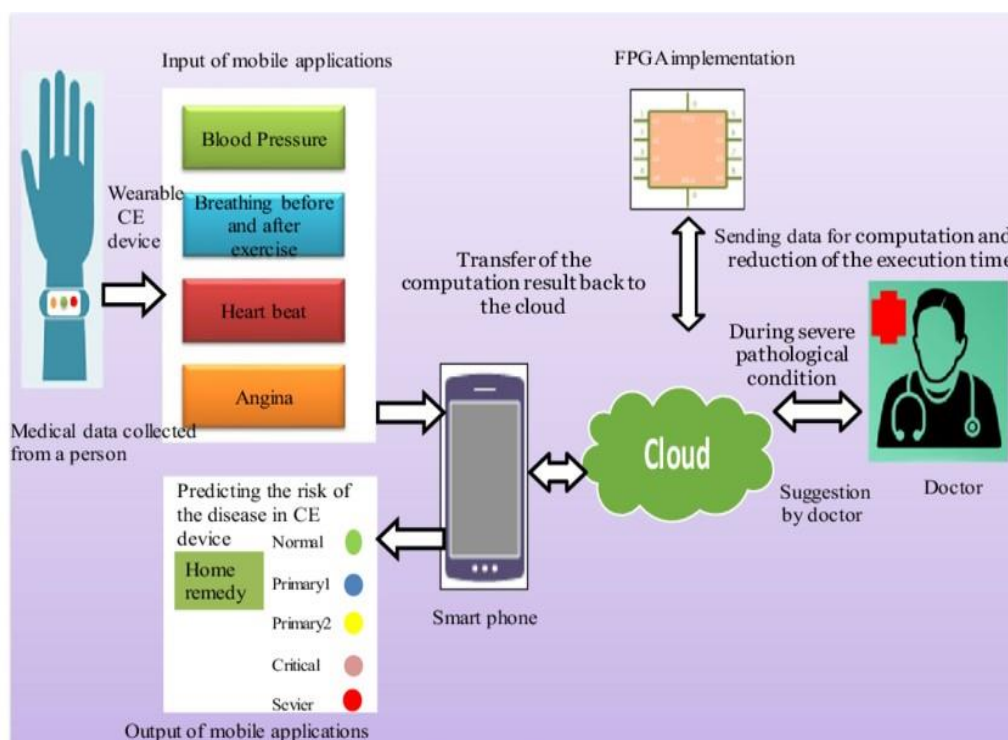 Input of mobile applications
FPGA implementation
Blood Pressure
Wearable
CE
device
Breathing before
and after
exercise
Heart beat
Angina
Medical data collected
from a person
Transfer of the
computation result back to
the cloud
Sending data for computation and
reduction of the execution time
During severe
pathological
condition
Cloud
Suggestion
by doctor
Doctor
Smart phone
Predicting the risk of
the disease in CE
device
Home
remedy
Normal
Primary1
Primary2
Critical
Sevier
Output of mobile applications